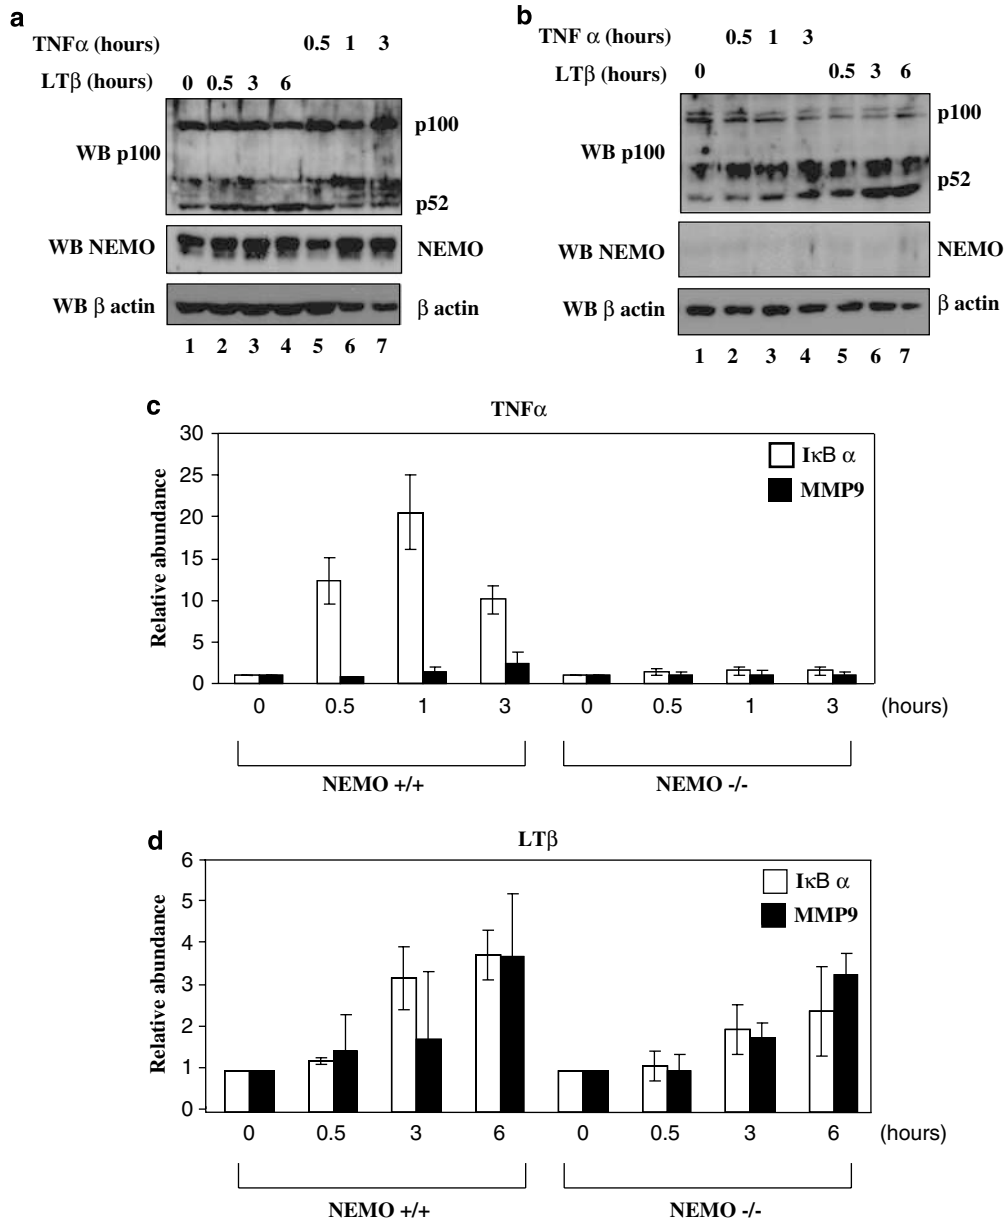 a
TNFα (hours) 0.5 1 3
LTβ (hours) 0 0.5 3 6
WB p100 p100
p52
WB NEMO NEMO
WB β actin β actin
1 2 3 4 5 6 7
b
TNF α (hours) 0.5 1 3
LTβ (hours) 0 0.5 3 6
WB p100 p100
p52
WB NEMO NEMO
WB β actin β actin
1 2 3 4 5 6 7
c
TNFα
Relative abundance
30
25
20
15
10
5
0
IκB α
MMP9
0 0.5 1 3 0 0.5 1 3 (hours)
NEMO +/+ NEMO -/-
d
LTβ
Relative abundance
6
5
4
3
2
1
0
IκB α
MMP9
0 0.5 3 6 0 0.5 3 6 (hours)
NEMO +/+ NEMO -/-